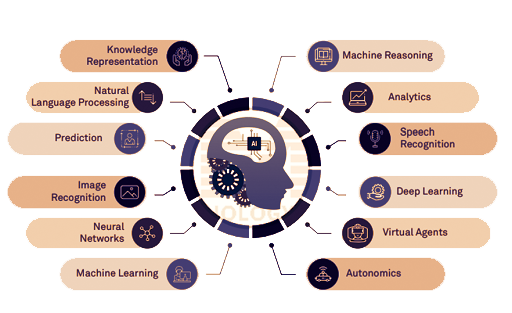 Knowledge
Representation
Natural
Language Processing
Prediction
Image
Recognition
Neural
Networks
Machine Learning
AI
Machine Reasoning
Analytics
Speech
Recognition
Deep Learning
Virtual Agents
Autonomics